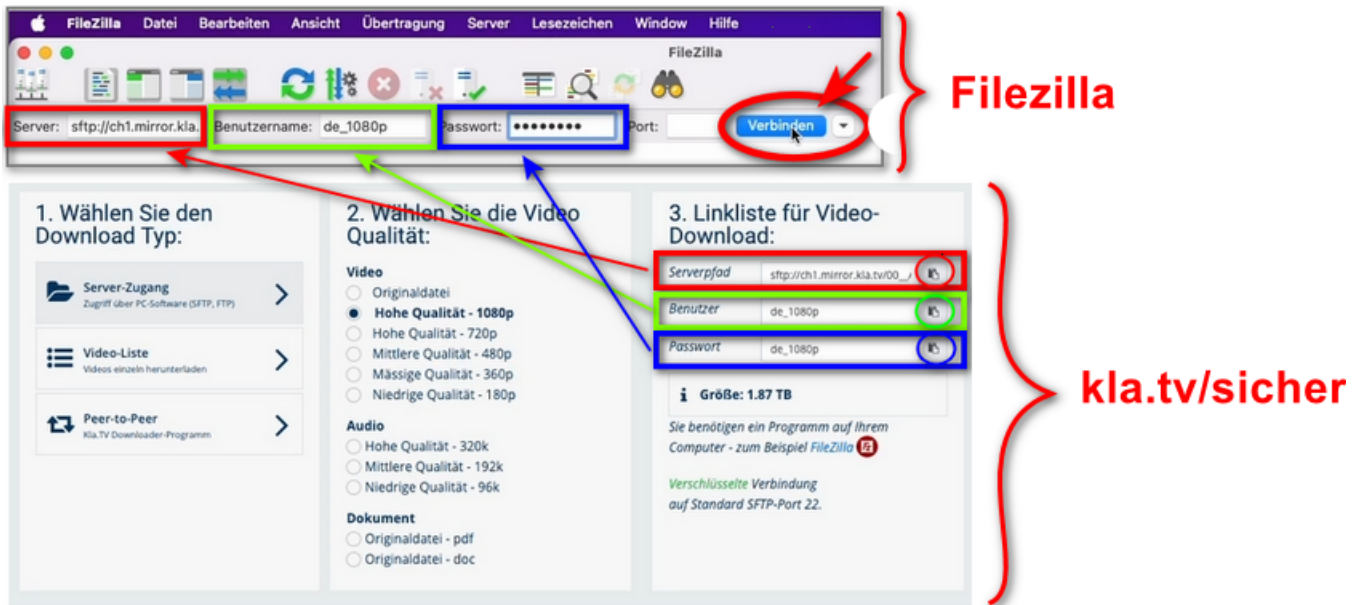 FileZilla Datei Bearbeiten Ansicht Übertragung Server Lesezeichen Window Hilfe
FileZilla
Server: sftp://ch1.mirror.kla. Benutzername: de_1080p Passwort: •••••••• Port: Verbinden
Filezilla
1. Wählen Sie den
Download Typ:
Server-Zugang
Zugriff über PC-Software (SFTP, FTP)
Video-Liste
Videos einzeln herunterladen
Peer-to-Peer
Kla.TV Downloader-Programm
2. Wählen Sie die Video
Qualität:
Video
Originaldatei
Hohe Qualität - 1080p
Hohe Qualität - 720p
Mittlere Qualität - 480p
Mässige Qualität - 360p
Niedrige Qualität - 180p
Audio
Hohe Qualität - 320k
Mittlere Qualität - 192k
Niedrige Qualität - 96k
Dokument
Originaldatei - pdf
Originaldatei - doc
3. Linkliste für Video-
Download:
Serverpfad sftp://ch1.mirror.kla.tv/00__/
Benutzer de_1080p
Passwort de_1080p
i Größe: 1.87 TB
Sie benötigen ein Programm auf Ihrem
Computer - zum Beispiel FileZilla
Verschlüsselte Verbindung
auf Standard SFTP-Port 22.
kla.tv/sicher